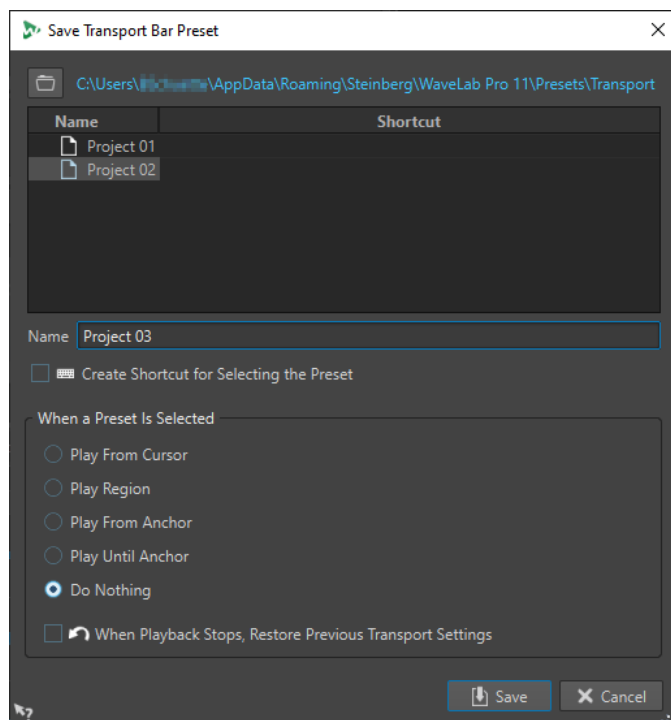 Save Transport Bar Preset
C:\Users\ \AppData\Roaming\Steinberg\WaveLab Pro 11\Presets\Transport
Name Shortcut
Project 01
Project 02
Name Project 03
Create Shortcut for Selecting the Preset
When a Preset Is Selected
Play From Cursor
Play Region
Play From Anchor
Play Until Anchor
Do Nothing
When Playback Stops, Restore Previous Transport Settings
Save Cancel